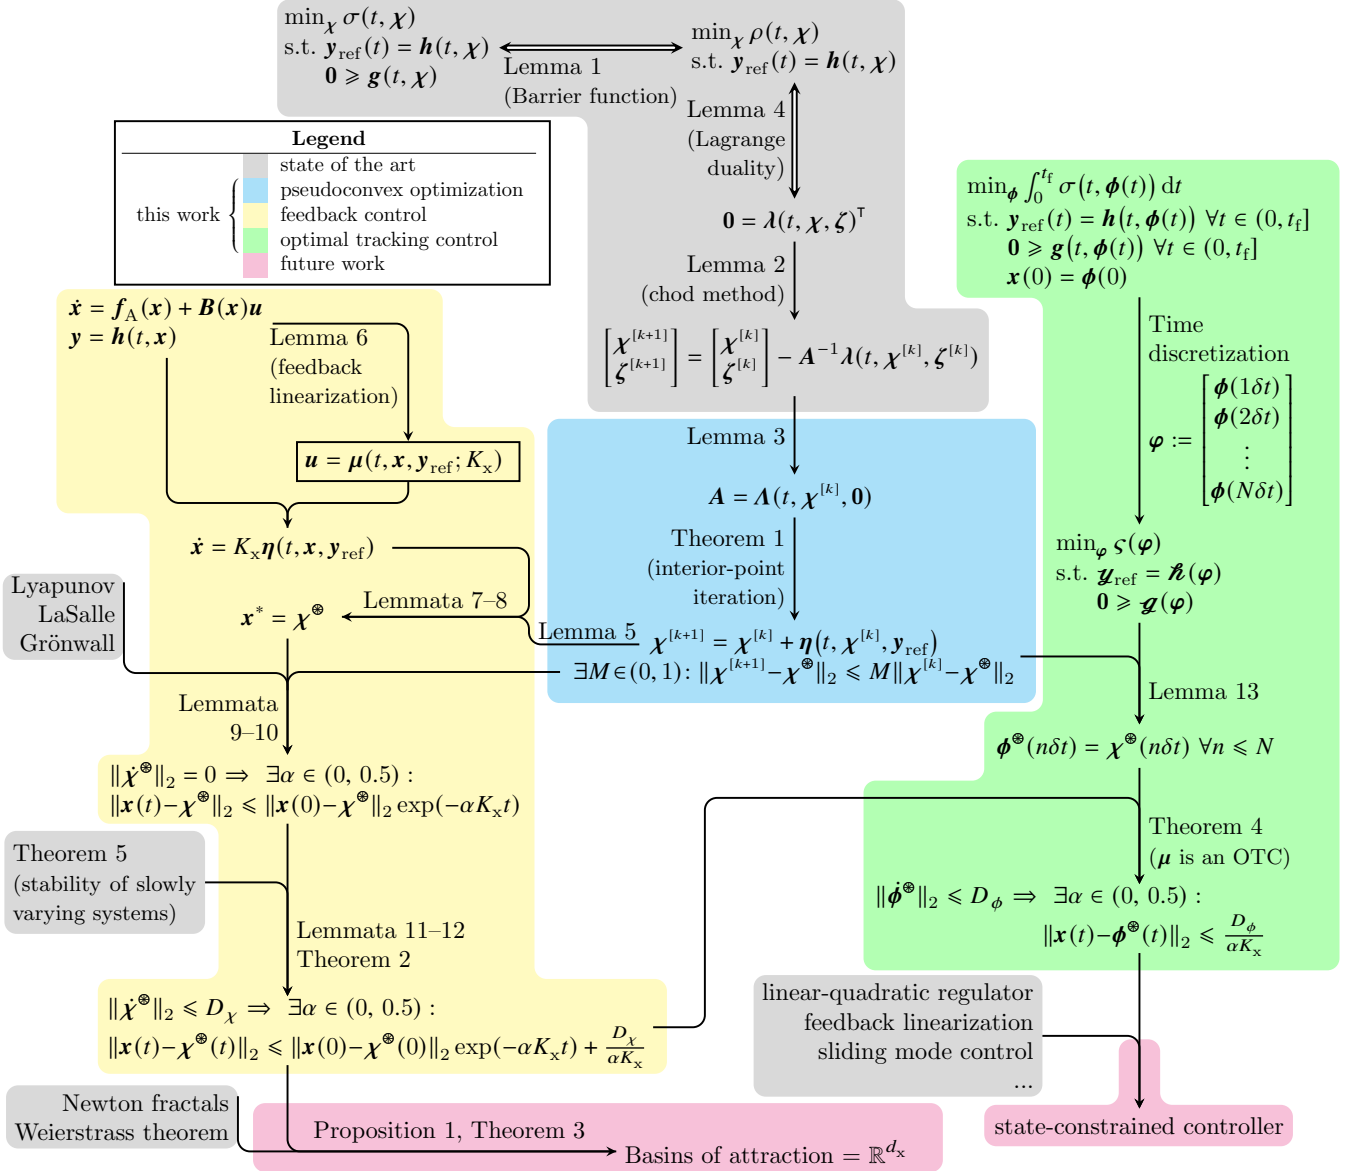 min_χ σ(t, χ)
s.t. y_ref(t) = h(t, χ)
0 ⩾ g(t, χ)
Lemma 1
(Barrier function)
min_χ ρ(t, χ)
s.t. y_ref(t) = h(t, χ)
Lemma 4
(Lagrange
duality)
0 = λ(t, χ, ζ)^⊤
Lemma 2
(chod method)
[χ^[k+1] ζ^[k+1]] = [χ^[k] ζ^[k]] − A^−1 λ(t, χ^[k], ζ^[k])
Legend
state of the art
pseudoconvex optimization
this work
feedback control
optimal tracking control
future work
ẋ = f_A(x) + B(x)u
y = h(t, x)
Lemma 6
(feedback
linearization)
u = μ(t, x, y_ref; K_x)
ẋ = K_x η(t, x, y_ref)
Lemmata 7–8
x^* = χ^⊛
Lyapunov
LaSalle
Grönwall
Lemmata
9–10
‖χ̇^⊛‖_2 = 0 ⇒ ∃α ∈ (0, 0.5) :
‖x(t)−χ^⊛‖_2 ⩽ ‖x(0)−χ^⊛‖_2 exp(−αK_x t)
Theorem 5
(stability of slowly
varying systems)
Lemmata 11–12
Theorem 2
‖χ̇^⊛‖_2 ⩽ D_χ ⇒ ∃α ∈ (0, 0.5) :
‖x(t)−χ^⊛(t)‖_2 ⩽ ‖x(0)−χ^⊛(0)‖_2 exp(−αK_x t) + D_χ/αK_x
Newton fractals
Weierstrass theorem
Proposition 1, Theorem 3
Basins of attraction = ℝ^d_x
Lemma 3
A = Λ(t, χ^[k], 0)
Theorem 1
(interior-point
iteration)
Lemma 5
χ^[k+1] = χ^[k] + η(t, χ^[k], y_ref)
∃M∈(0, 1): ‖χ^[k+1]−χ^⊛‖_2 ⩽ M‖χ^[k]−χ^⊛‖_2
min_ϕ ∫_0^t_f σ(t, ϕ(t)) dt
s.t. y_ref(t) = h(t, ϕ(t)) ∀t ∈ (0, t_f]
0 ⩾ g(t, ϕ(t)) ∀t ∈ (0, t_f]
x(0) = ϕ(0)
Time
discretization
φ := [ϕ(1δt) ϕ(2δt) ⋮ ϕ(Nδt)]
min_φ ς(φ)
s.t. 𝓎_ref = 𝒽(φ)
0 ⩾ ℊ(φ)
Lemma 13
ϕ^⊛(nδt) = χ^⊛(nδt) ∀n ⩽ N
Theorem 4
(μ is an OTC)
‖ϕ̇^⊛‖_2 ⩽ D_ϕ ⇒ ∃α ∈ (0, 0.5) :
‖x(t)−ϕ^⊛(t)‖_2 ⩽ D_ϕ/αK_x
linear-quadratic regulator
feedback linearization
sliding mode control
...
state-constrained controller